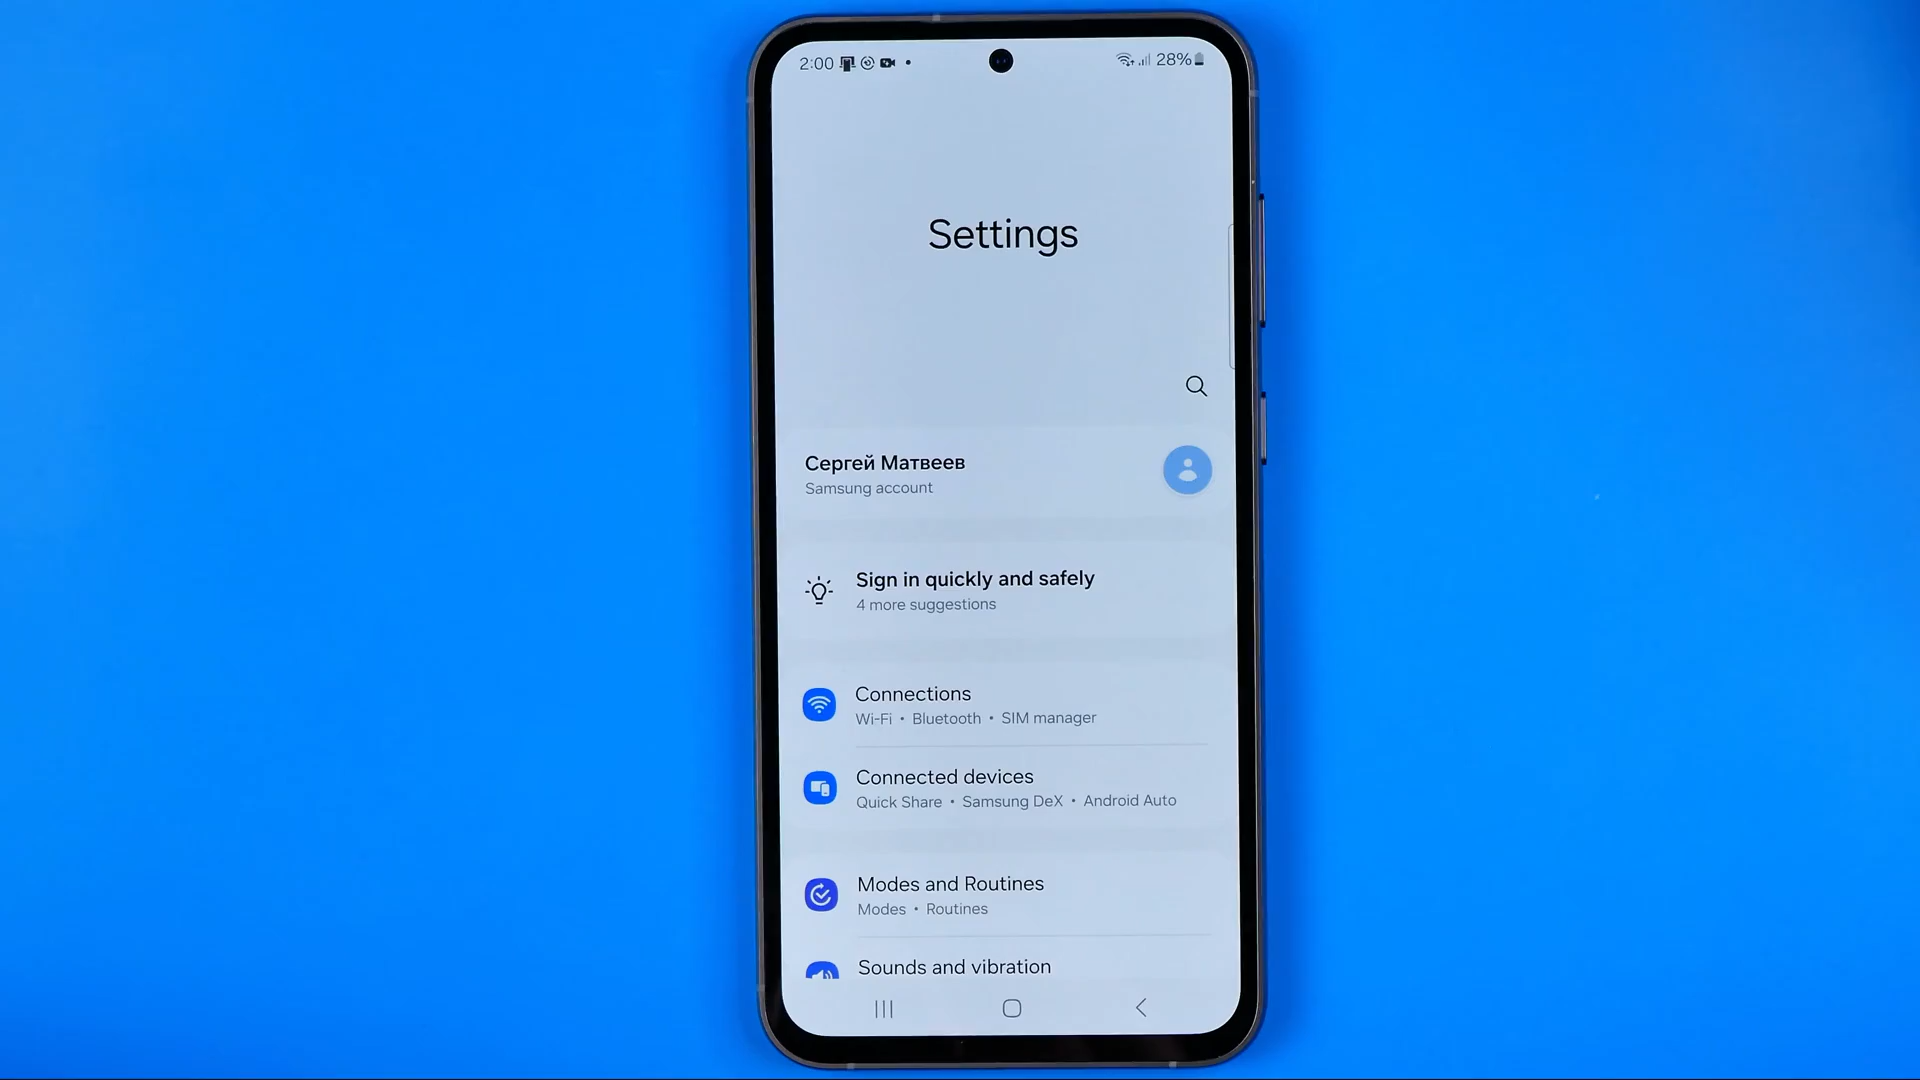 2:00
28%
Settings
Сергей Матвеев
Samsung account
Sign in quickly and safely
4 more suggestions
Connections
Wi-Fi • Bluetooth • SIM manager
Connected devices
Quick Share • Samsung DeX • Android Auto
Modes and Routines
Modes • Routines
Sounds and vibration